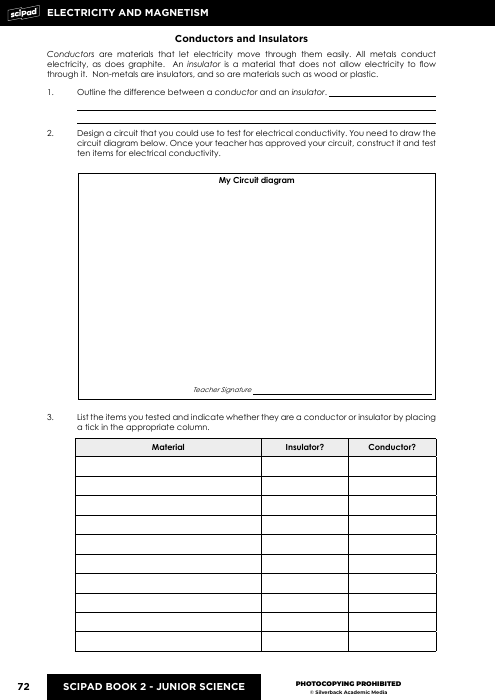 scipad ELECTRICITY AND MAGNETISM
Conductors and Insulators
Conductors are materials that let electricity move through them easily. All metals conduct
electricity, as does graphite. An insulator is a material that does not allow electricity to flow
through it. Non-metals are insulators, and so are materials such as wood or plastic.
1. Outline the difference between a conductor and an insulator.
2. Design a circuit that you could use to test for electrical conductivity. You need to draw the
circuit diagram below. Once your teacher has approved your circuit, construct it and test
ten items for electrical conductivity.
My Circuit diagram
Teacher Signature
3. List the items you tested and indicate whether they are a conductor or insulator by placing
a tick in the appropriate column.
Material Insulator? Conductor?
72 SCIPAD BOOK 2 - JUNIOR SCIENCE PHOTOCOPYING PROHIBITED
© Silverback Academic Media